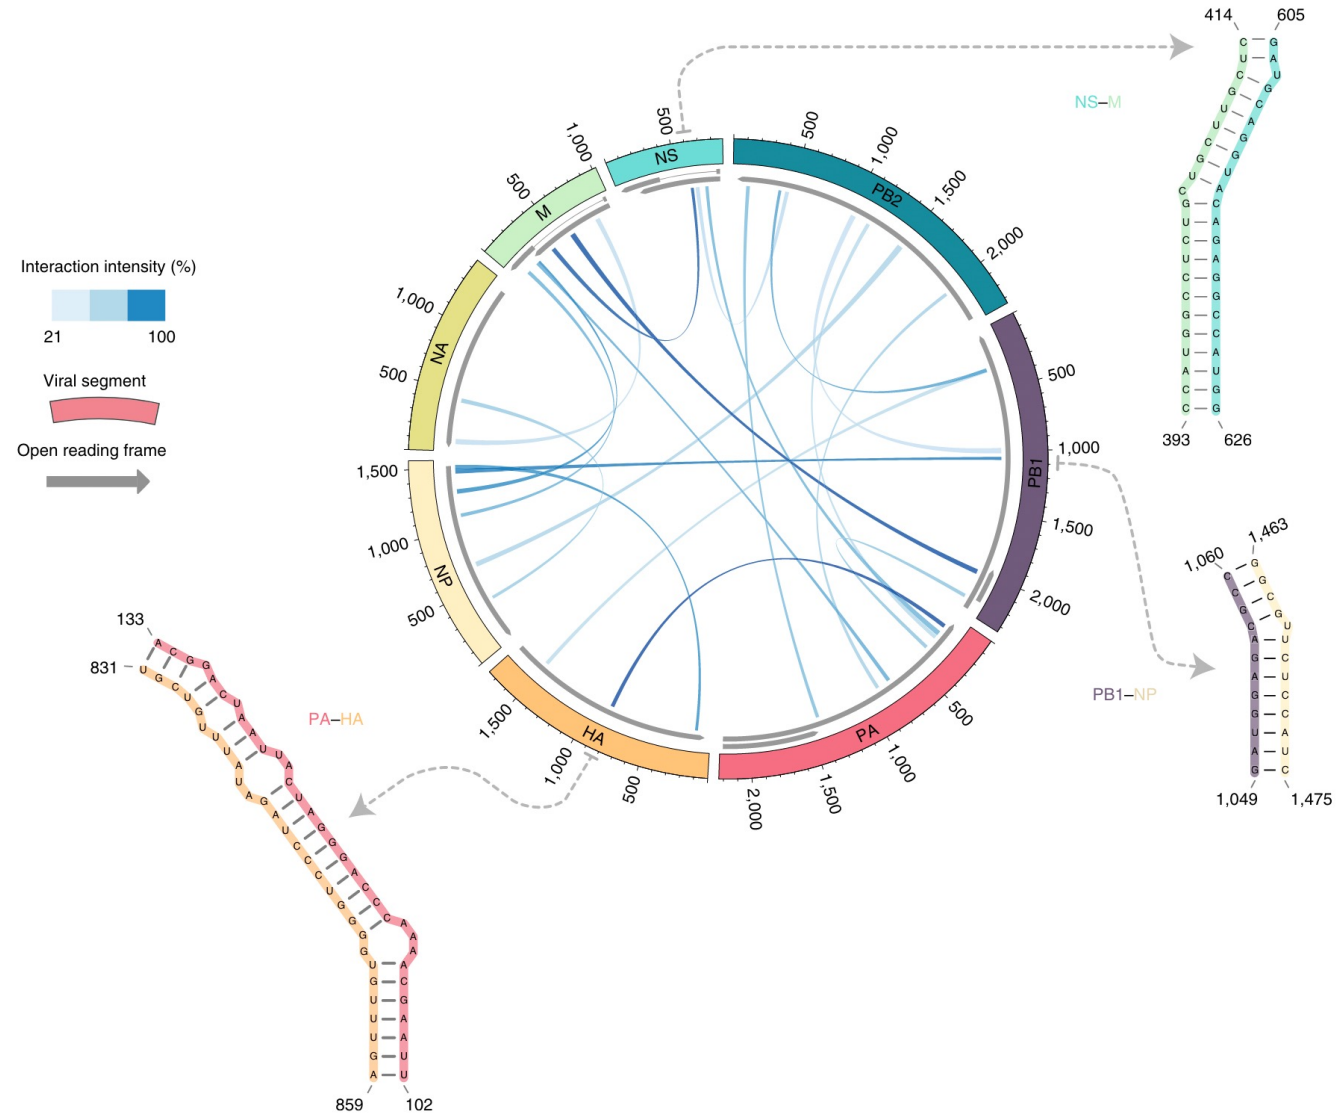 Interaction intensity (%)
21 100
Viral segment
Open reading frame
NS
500
PB2
500
1,000
1,500
2,000
PB1
500
1,000
1,500
2,000
PA
500
1,000
1,500
2,000
HA
500
1,000
1,500
NP
500
1,000
1,500
NA
500
1,000
M
500
1,000
NS–M
414 605
C G
U A
C U
G G
U C
U A
C G
G G
U U
C A
G C
U A
C G
U A
C G
C G
G C
G C
U A
A U
C G
C G
393 626
PB1–NP
1,060 1,463
C G
C G
G C
C G
A U
G U
A C
G U
G C
U C
A A
G U
C
1,049 1,475
PA–HA
133
831
A C G G A C U A A U U A C U A G G G A C C C A A A A C G A A U U
U G C U G U U U A U A G A U C C C U G G G G U G U U U G A
859 102